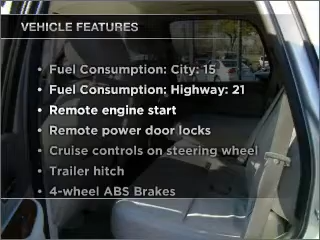 VEHICLE FEATURES
• Fuel Consumption: City: 15
• Fuel Consumption: Highway: 21
• Remote engine start
• Remote power door locks
• Cruise controls on steering wheel
• Trailer hitch
• 4-wheel ABS Brakes